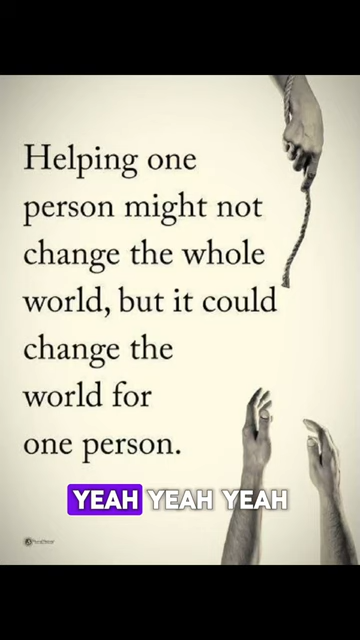 Helping one
person might not
change the whole
world, but it could
change the
world for
one person.
YEAH YEAH YEAH